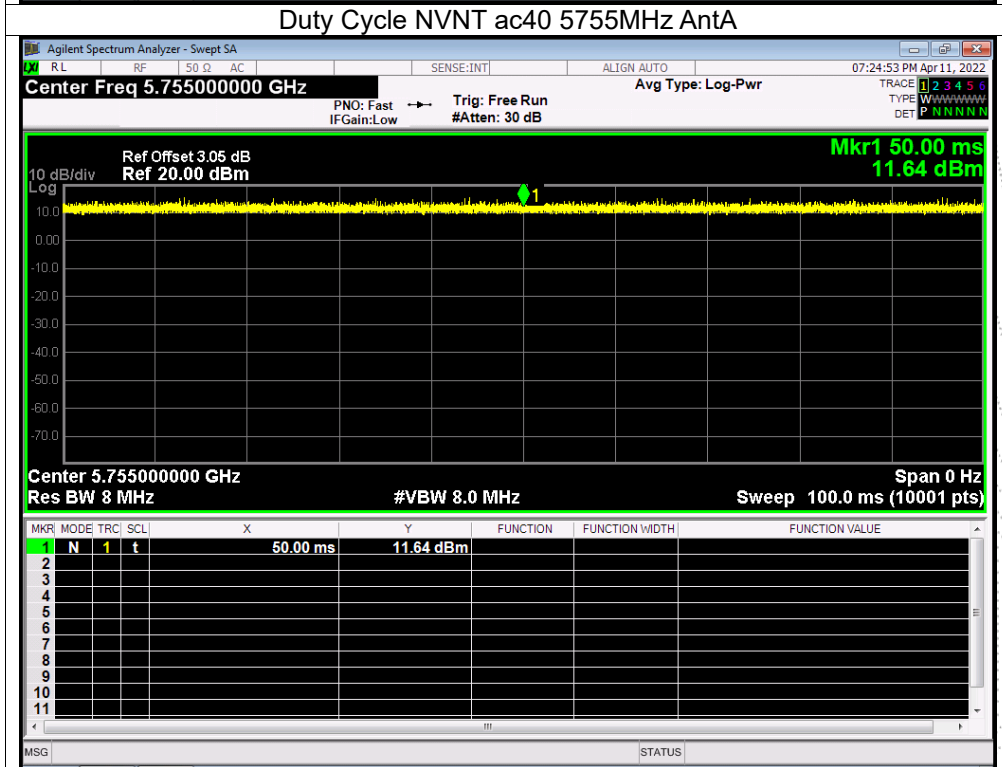 Duty Cycle NVNT ac40 5755MHz AntA
Agilent Spectrum Analyzer - Swept SA
LXI RL RF 50 Ω AC SENSE:INT ALIGN AUTO 07:24:53 PM Apr 11, 2022
Center Freq 5.755000000 GHz Avg Type: Log-Pwr TRACE 1 2 3 4 5 6
PNO: Fast Trig: Free Run TYPE WWWWWW
IFGain:Low #Atten: 30 dB DET P N N N N N
Mkr1 50.00 ms
Ref Offset 3.05 dB
10 dB/div Ref 20.00 dBm 11.64 dBm
Log
1
10.0
0.00
-10.0
-20.0
-30.0
-40.0
-50.0
-60.0
-70.0
Center 5.755000000 GHz Span 0 Hz
Res BW 8 MHz #VBW 8.0 MHz Sweep 100.0 ms (10001 pts)
MKR MODE TRC SCL X Y FUNCTION FUNCTION WIDTH FUNCTION VALUE
1 N 1 t 50.00 ms 11.64 dBm
2
3
4
5
6
7
8
9
10
11
MSG STATUS